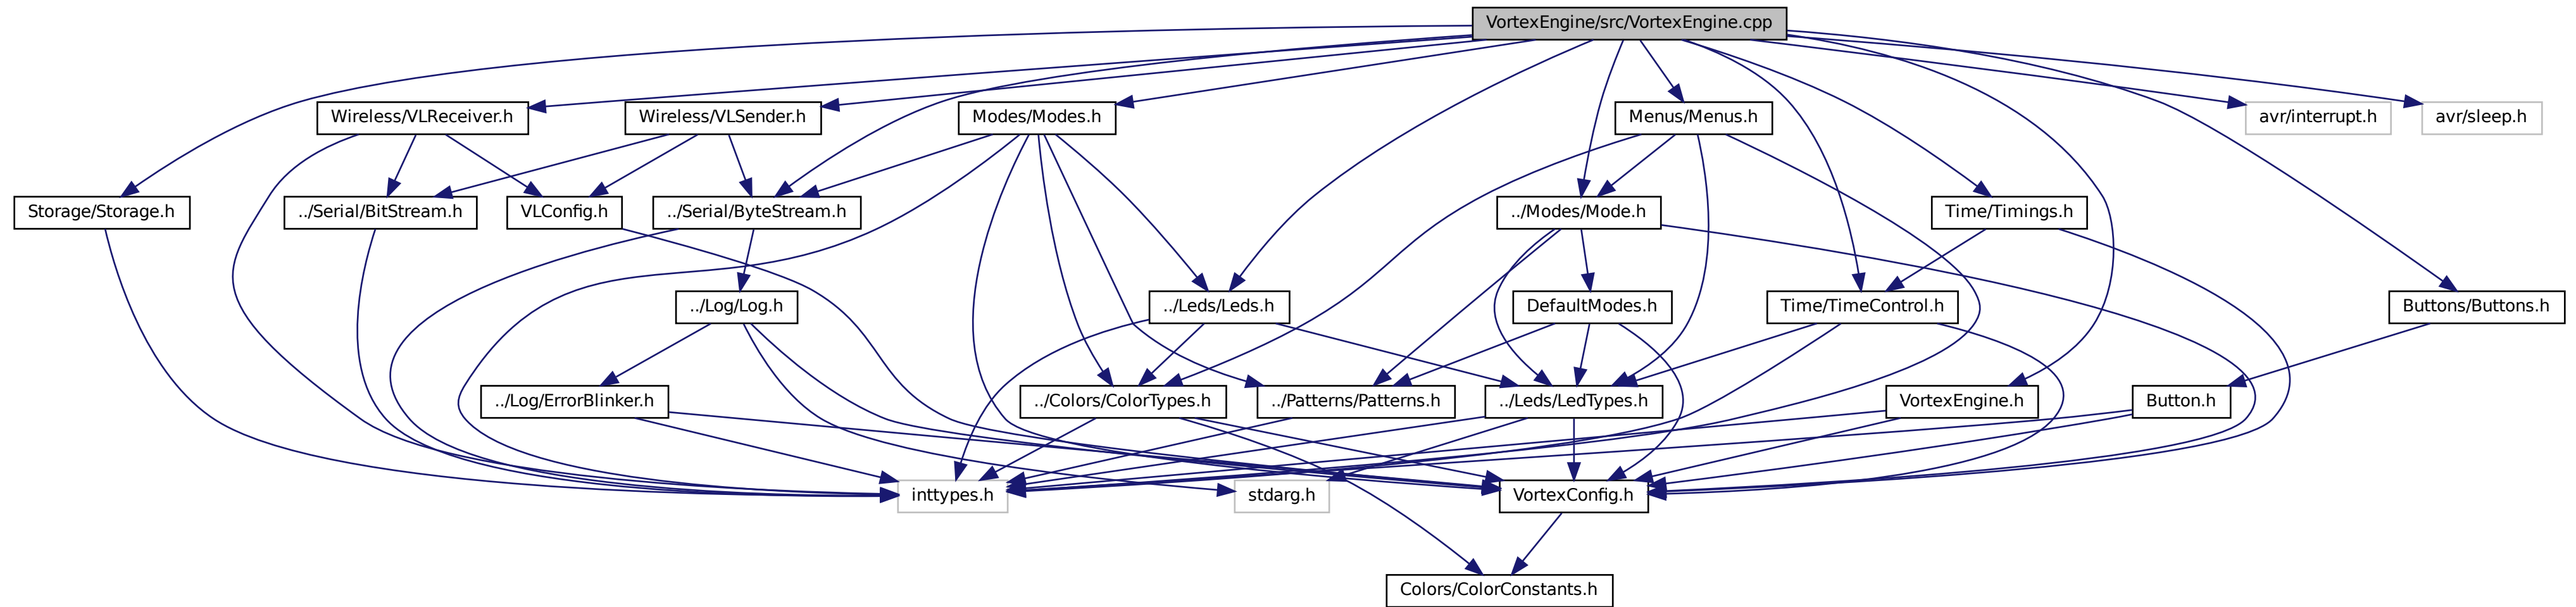 VortexEngine/src/VortexEngine.cpp
Wireless/VLReceiver.h
Wireless/VLSender.h
Modes/Modes.h
Menus/Menus.h
avr/interrupt.h
avr/sleep.h
Storage/Storage.h
../Serial/BitStream.h
VLConfig.h
../Serial/ByteStream.h
../Modes/Mode.h
Time/Timings.h
../Log/Log.h
../Leds/Leds.h
DefaultModes.h
Time/TimeControl.h
Buttons/Buttons.h
../Log/ErrorBlinker.h
../Colors/ColorTypes.h
../Patterns/Patterns.h
../Leds/LedTypes.h
VortexEngine.h
Button.h
inttypes.h
stdarg.h
VortexConfig.h
Colors/ColorConstants.h